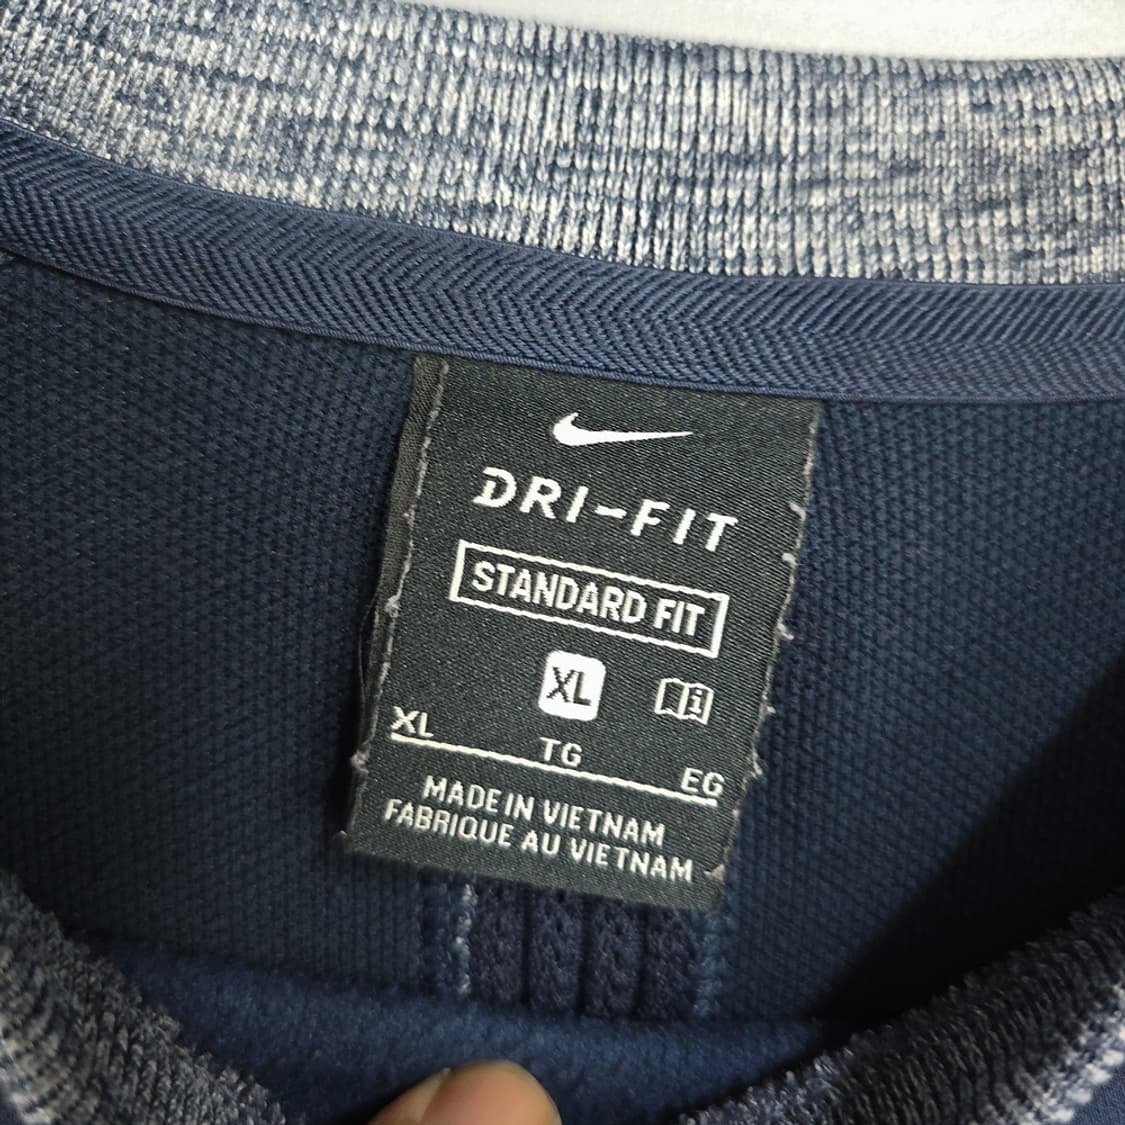 DRI-FIT
STANDARD FIT
XL
XL TG EG
MADE IN VIETNAM
FABRIQUE AU VIETNAM